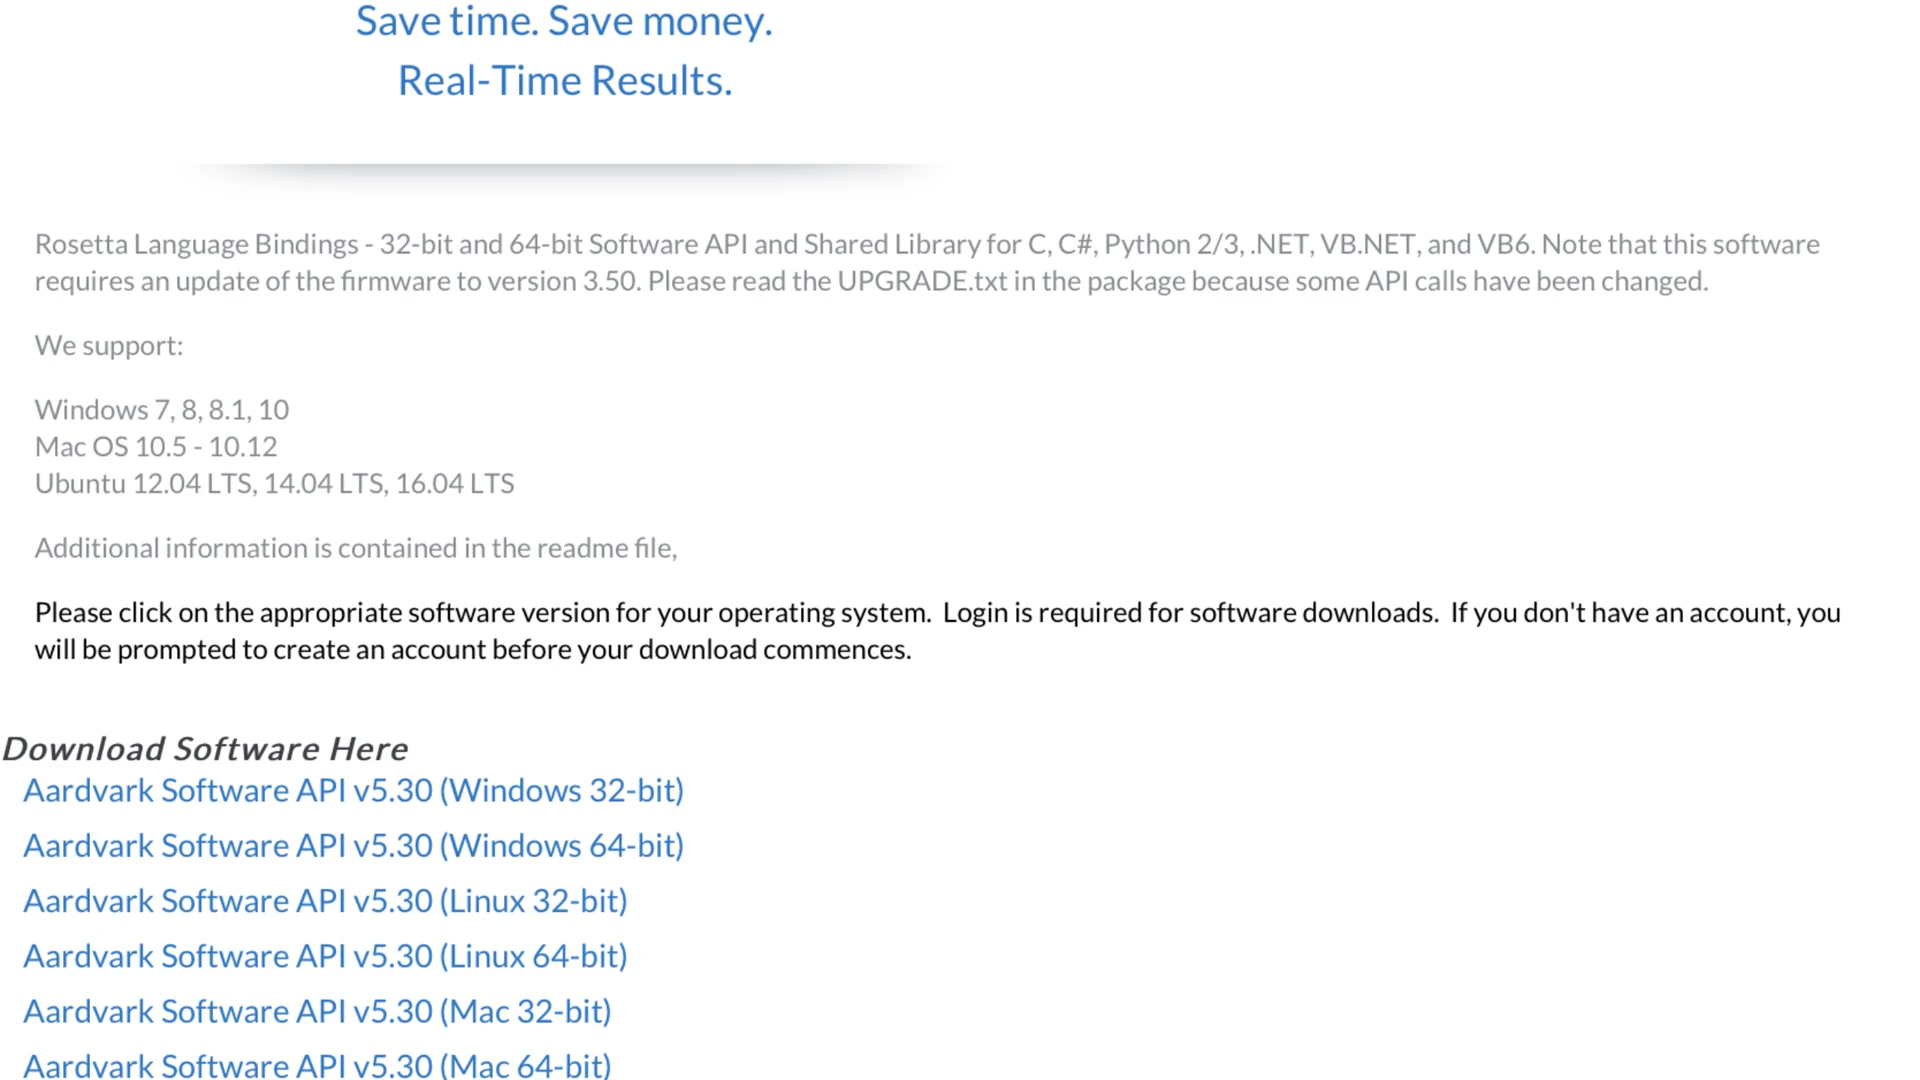 Save time. Save money.
Real-Time Results.
Rosetta Language Bindings - 32-bit and 64-bit Software API and Shared Library for C, C#, Python 2/3, .NET, VB.NET, and VB6. Note that this software
requires an update of the firmware to version 3.50. Please read the UPGRADE.txt in the package because some API calls have been changed.
We support:
Windows 7, 8, 8.1, 10
Mac OS 10.5 - 10.12
Ubuntu 12.04 LTS, 14.04 LTS, 16.04 LTS
Additional information is contained in the readme file,
Please click on the appropriate software version for your operating system.  Login is required for software downloads.  If you don't have an account, you
will be prompted to create an account before your download commences.
Download Software Here
Aardvark Software API v5.30 (Windows 32-bit)
Aardvark Software API v5.30 (Windows 64-bit)
Aardvark Software API v5.30 (Linux 32-bit)
Aardvark Software API v5.30 (Linux 64-bit)
Aardvark Software API v5.30 (Mac 32-bit)
Aardvark Software API v5.30 (Mac 64-bit)